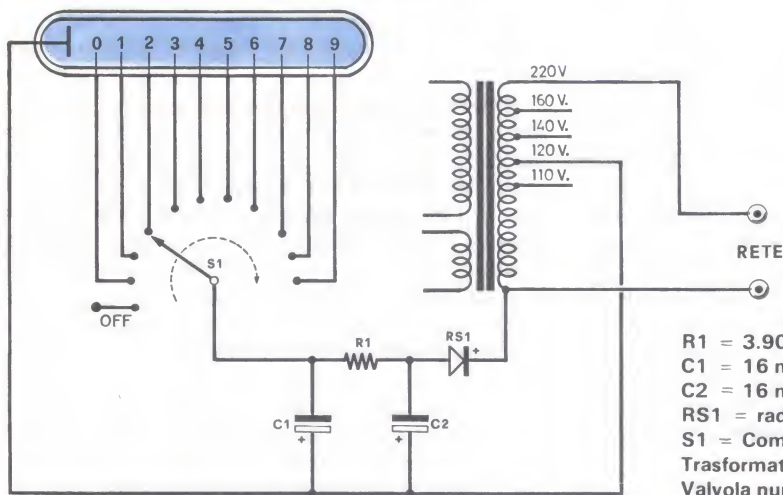 0 1 2 3 4 5 6 7 8 9
220V
160 V.
140 V.
120 V.
110 V.
S1
RETE
OFF
R1
RS1
+
C1
+
C2
+
R1 = 3.90
C1 = 16 m
C2 = 16 m
RS1 = rad
S1 = Com
Trasformat
Valvola nur